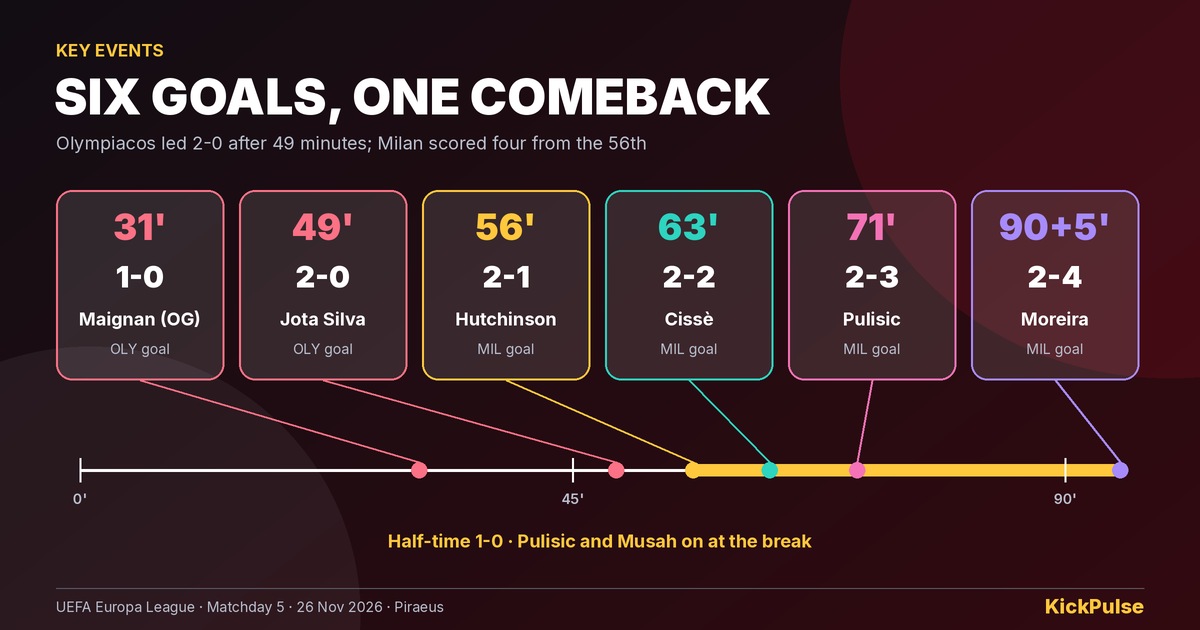 KEY EVENTS
SIX GOALS, ONE COMEBACK
Olympiacos led 2-0 after 49 minutes; Milan scored four from the 56th
31'
1-0
Maignan (OG)
OLY goal
49'
2-0
Jota Silva
OLY goal
56'
2-1
Hutchinson
MIL goal
63'
2-2
Cissè
MIL goal
71'
2-3
Pulisic
MIL goal
90+5'
2-4
Moreira
MIL goal
0'
45'
90'
Half-time 1-0 · Pulisic and Musah on at the break
UEFA Europa League · Matchday 5 · 26 Nov 2026 · Piraeus
KickPulse